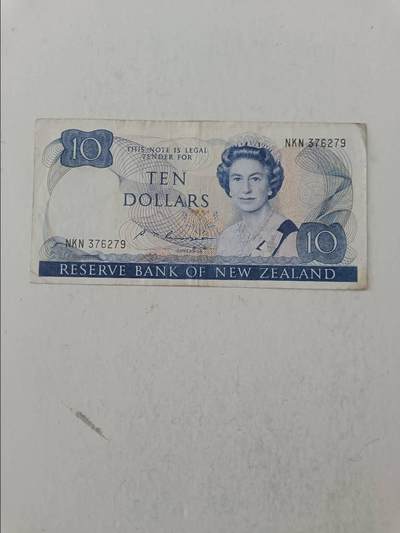 NKN 376279
10
THIS NOTE IS LEGAL
TENDER FOR
TEN
DOLLARS
NKN 376279
10
RESERVE BANK OF NEW ZEALAND